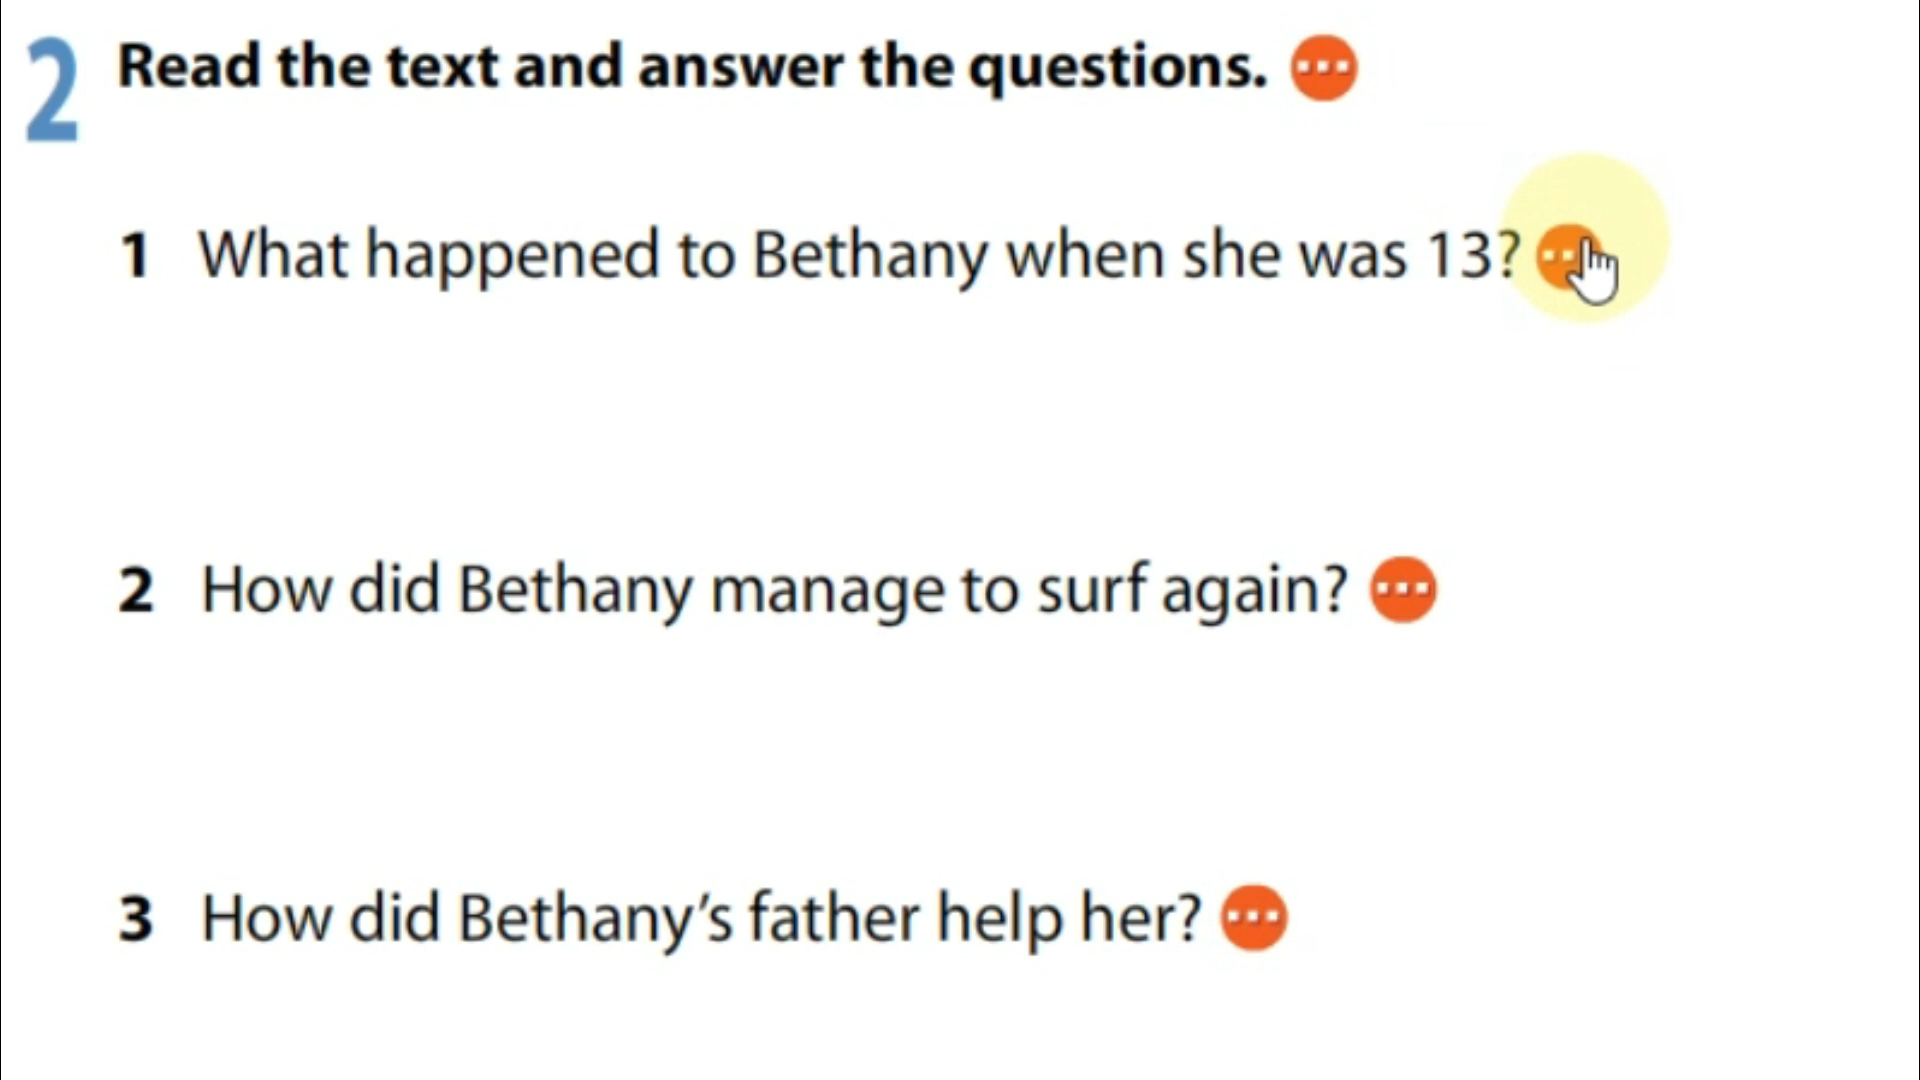 2 Read the text and answer the questions.
1 What happened to Bethany when she was 13?
2 How did Bethany manage to surf again?
3 How did Bethany’s father help her?